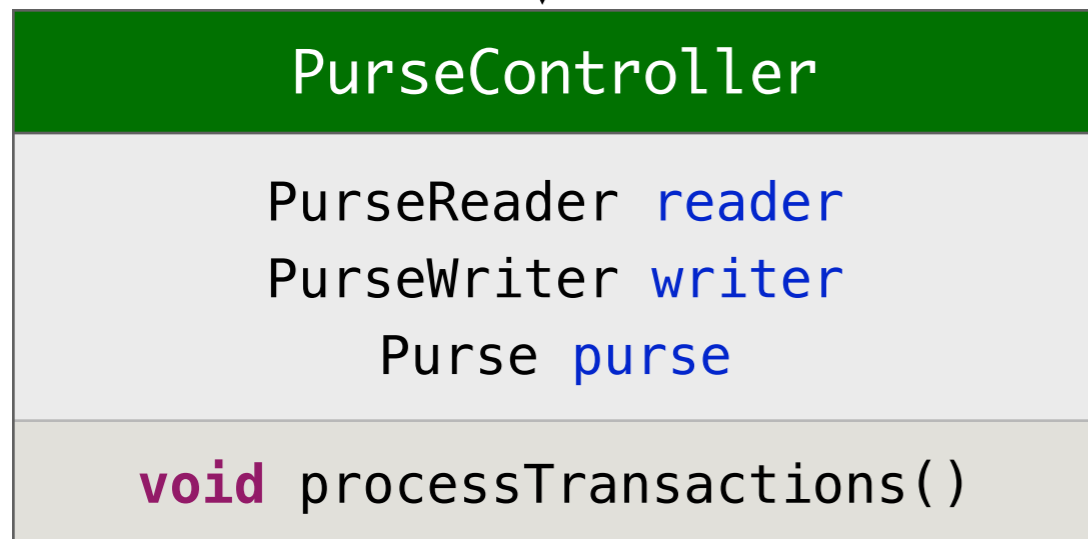 PurseController
PurseReader reader
PurseWriter writer
Purse purse
void processTransactions()